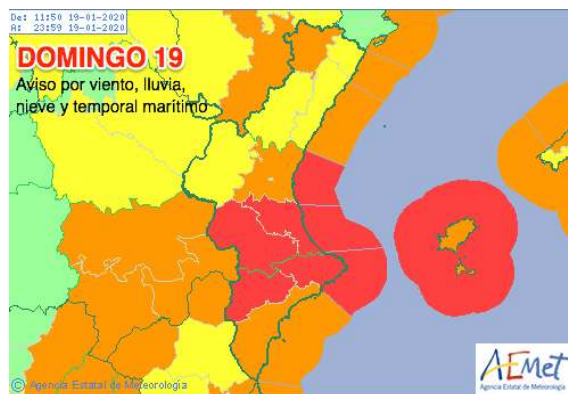 De: 11:50 19-01-2020
A: 23:59 19-01-2020
DOMINGO 19
Aviso por viento, lluvia,
nieve y temporal marítimo
© Agencia Estatal de Meteorología
AEmet
Agencia Estatal de Meteorología